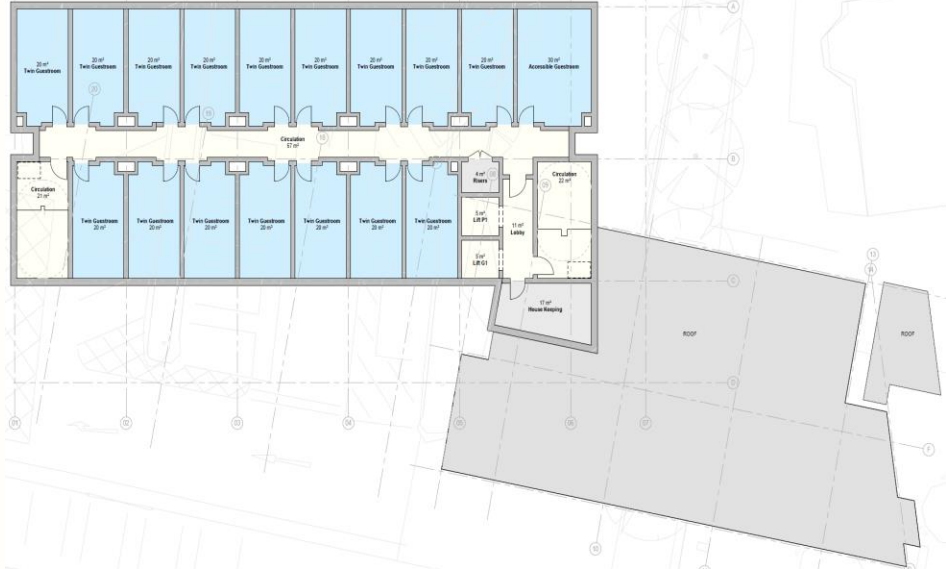 A
20 m²
Twin Guestroom
20 m²
Twin Guestroom
20 m²
Twin Guestroom
20 m²
Twin Guestroom
20 m²
Twin Guestroom
20 m²
Twin Guestroom
20 m²
Twin Guestroom
20 m²
Twin Guestroom
20 m²
Twin Guestroom
30 m²
Accessible Guestroom
Circulation
57 m²
B
4 m²
Risers
Circulation
21 m²
Circulation
20 m²
Twin Guestroom
20 m²
Twin Guestroom
20 m²
Twin Guestroom
20 m²
Twin Guestroom
20 m²
Twin Guestroom
20 m²
Twin Guestroom
20 m²
Twin Guestroom
20 m²
5 m²
Lift P1
11 m²
Lobby
Lift G1
13
14
C
17 m²
House Keeping
ROOF
ROOF
D
01
02
03
04
05
06
07
F
10